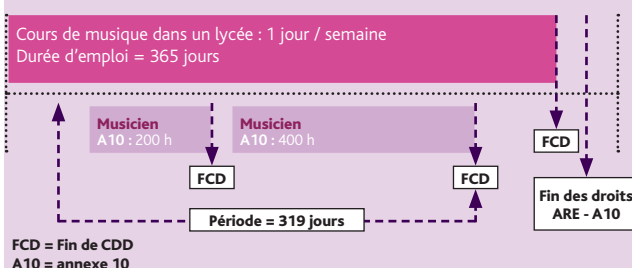 Cours de musique dans un lycée : 1 jour / semaine
Durée d’emploi = 365 jours
Musicien
A10 : 200 h
Musicien
A10 : 400 h
FCD
FCD
FCD
Fin des droits
ARE - A10
Période = 319 jours
FCD = Fin de CDD
A10 = annexe 10